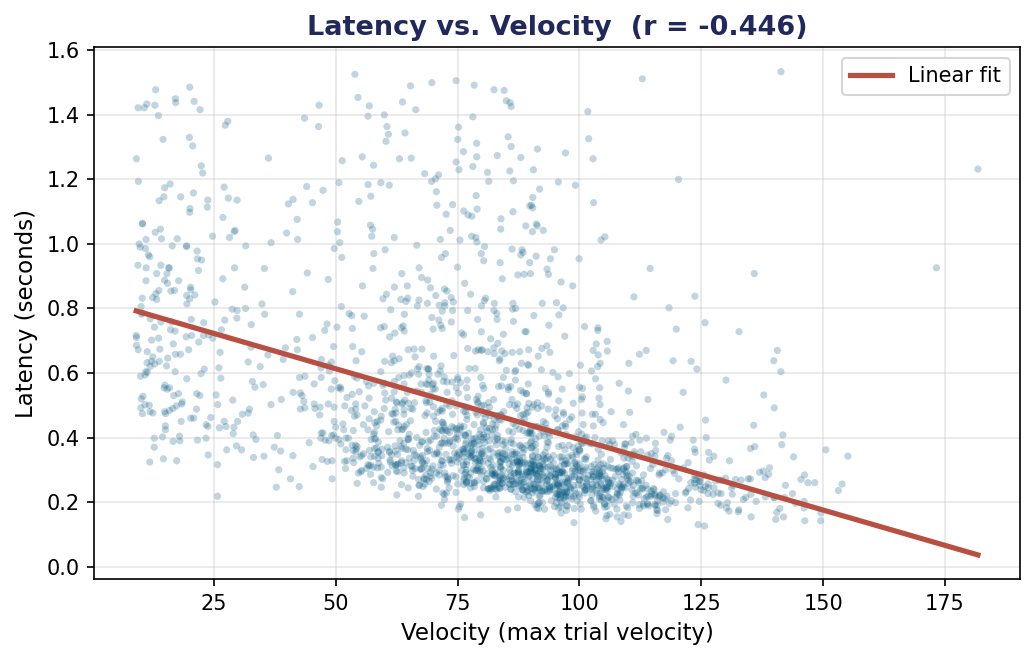 Latency vs. Velocity  (r = -0.446)
Linear fit
Latency (seconds)
1.6
1.4
1.2
1.0
0.8
0.6
0.4
0.2
0.0
25 50 75 100 125 150 175
Velocity (max trial velocity)